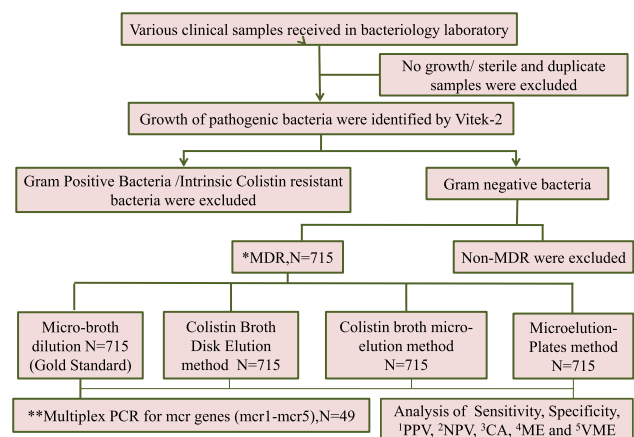 Various clinical samples received in bacteriology laboratory
No growth/ sterile and duplicate
samples were excluded
Growth of pathogenic bacteria were identified by Vitek-2
Gram Positive Bacteria /Intrinsic Colistin resistant
bacteria were excluded
Gram negative bacteria
*MDR,N=715
Non-MDR were excluded
Micro-broth
dilution N=715
(Gold Standard)
Colistin Broth
Disk Elution
method N=715
Colistin broth micro-
elution method
N=715
Microelution-
Plates method
N=715
**Multiplex PCR for mcr genes (mcr1-mcr5),N=49
Analysis of Sensitivity, Specificity,
¹PPV, ²NPV, ³CA, ⁴ME and ⁵VME